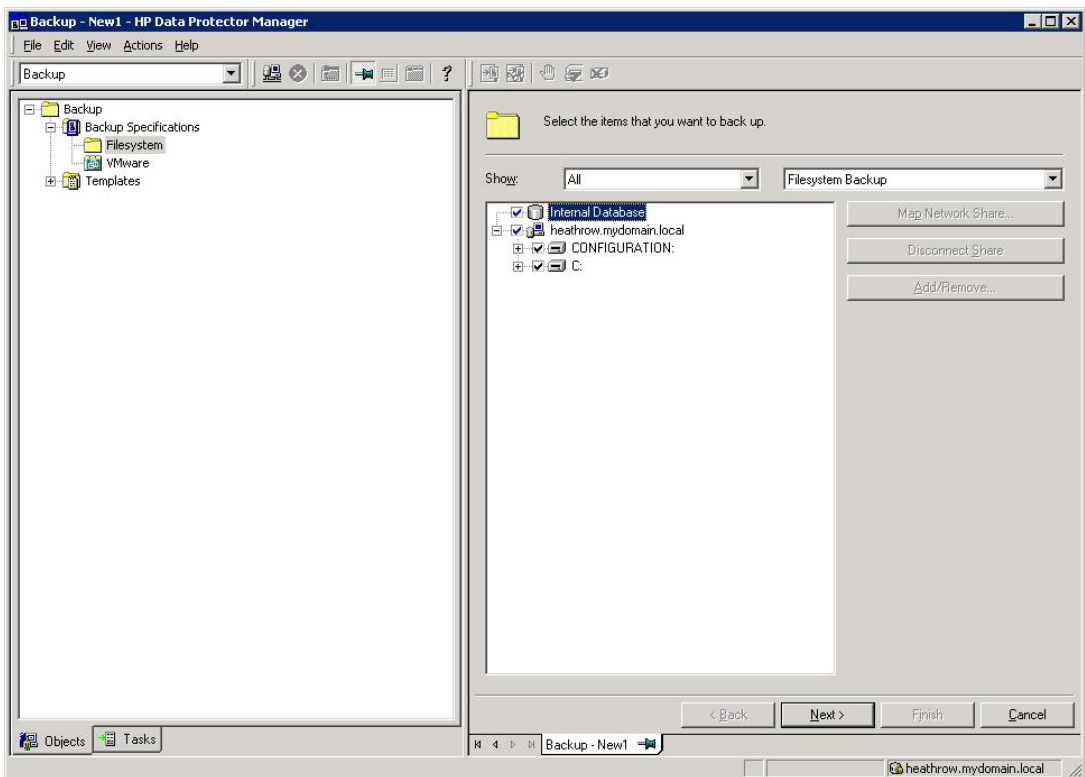 Backup - New1 - HP Data Protector Manager
File Edit View Actions Help
Backup
?
Backup
Backup Specifications
Filesystem
VMware
Templates
Select the items that you want to back up.
Show: All Filesystem Backup
Internal Database
heathrow.mydomain.local
CONFIGURATION:
C:
Map Network Share...
Disconnect Share
Add/Remove...
< Back Next > Finish Cancel
Objects Tasks
Backup - New1
heathrow.mydomain.local